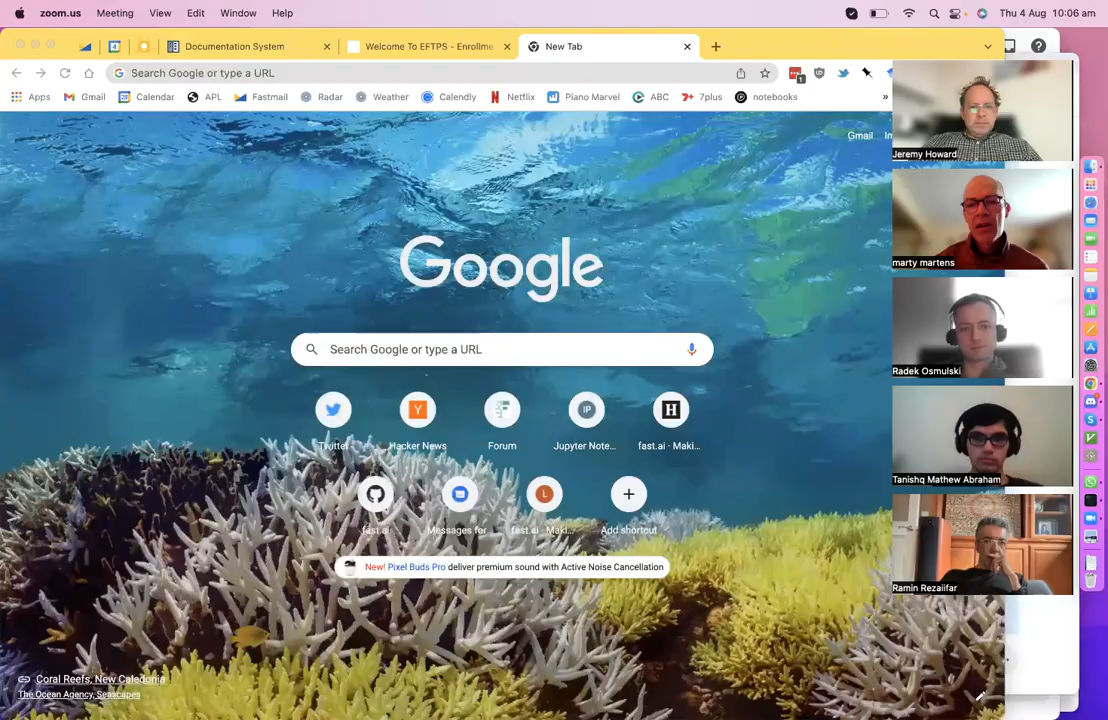 zoom.us Meeting View Edit Window Help Thu 4 Aug 10:06 am
Documentation System Welcome To EFTPS - Enrollme New Tab
Search Google or type a URL
Apps Gmail Calendar APL Fastmail Radar Weather Calendly Netflix Piano Marvel ABC 7plus notebooks »
Gmail Im
Jeremy Howard
marty martens
Radek Osmulski
Tanishq Mathew Abraham
Ramin Rezaiifar
Google
Search Google or type a URL
Twitter Hacker News Forum Jupyter Note... fast.ai · Maki...
fast.ai Messages for fast.ai · Maki... Add shortcut
New! Pixel Buds Pro deliver premium sound with Active Noise Cancellation
Coral Reefs, New Caledonia
The Ocean Agency, Seascapes